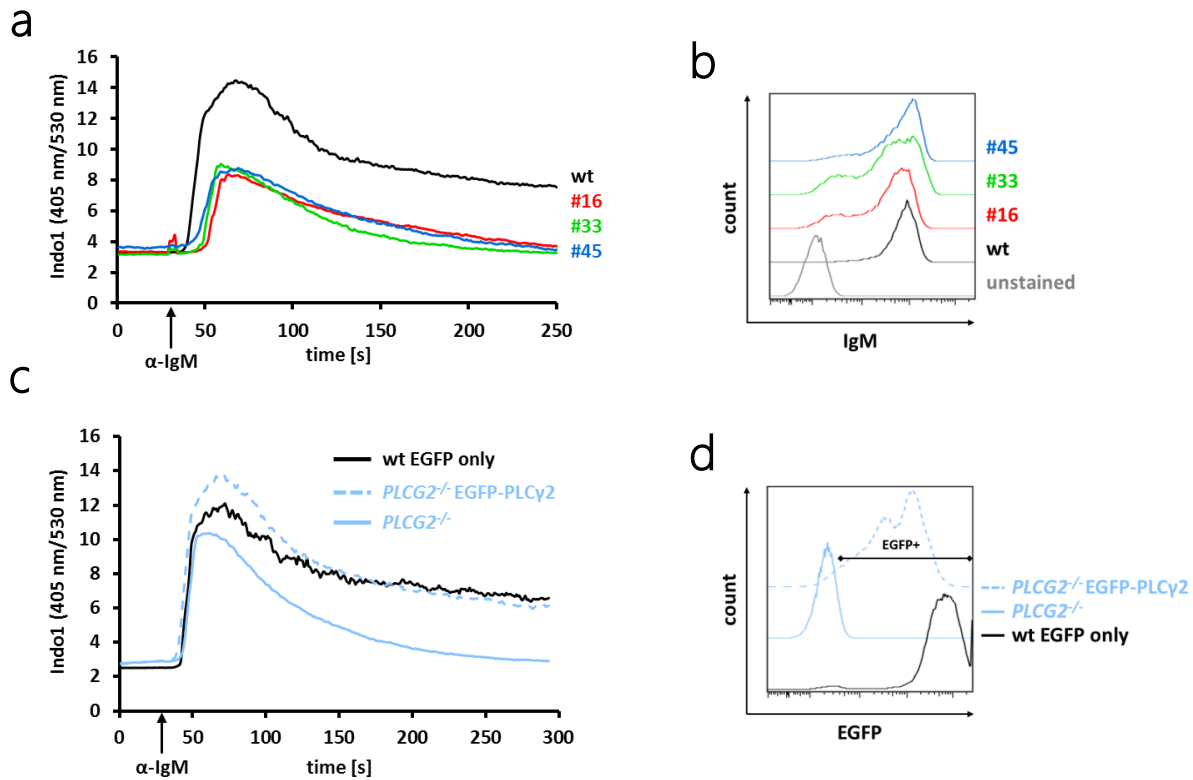 a
16
14
12
10
8
6
4
2
0
Indo1 (405 nm/530 nm)
0 50 100 150 200 250
α-IgM
time [s]
wt
#16
#33
#45
b
count
#45
#33
#16
wt
unstained
IgM
c
16
14
12
10
8
6
4
2
0
Indo1 (405 nm/530 nm)
wt EGFP only
PLCG2-/- EGFP-PLCγ2
PLCG2-/-
0 50 100 150 200 250 300
α-IgM
time [s]
d
count
EGFP+
PLCG2-/- EGFP-PLCγ2
PLCG2-/-
wt EGFP only
EGFP